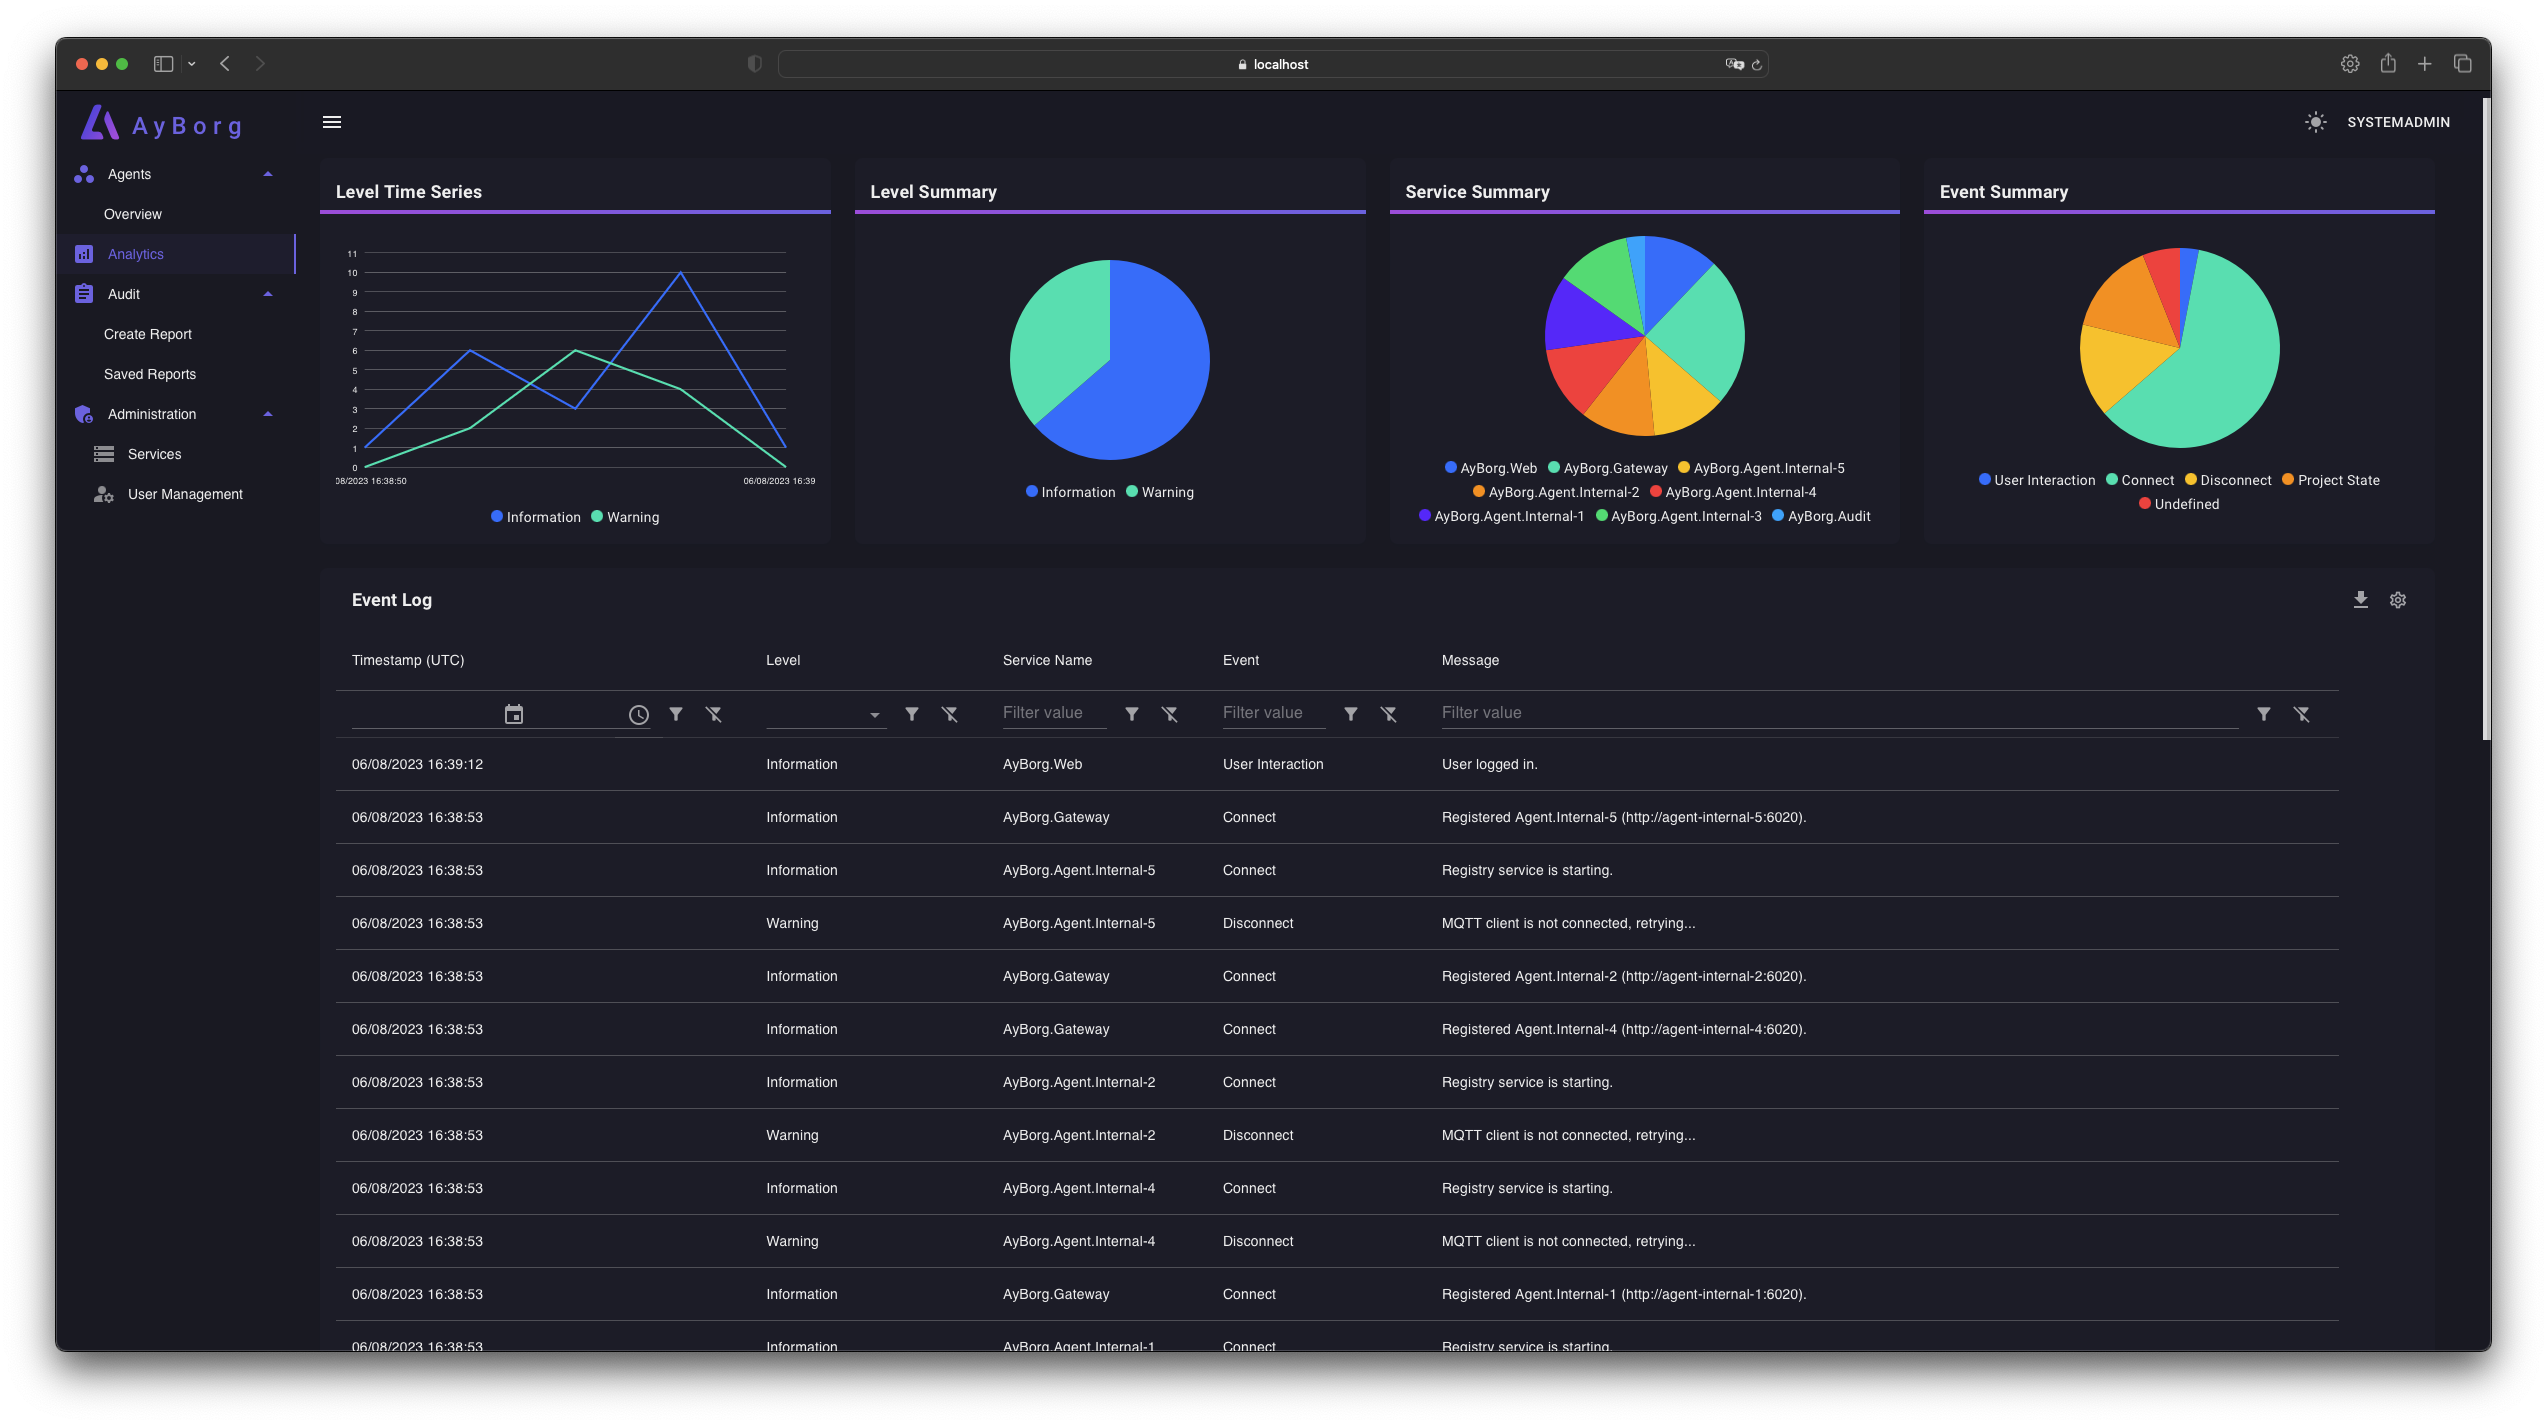 localhost
AyBorg
SYSTEMADMIN
Agents
Overview
Analytics
Audit
Create Report
Saved Reports
Administration
Services
User Management
Level Time Series
11
10
9
8
7
6
5
4
3
2
1
0
08/2023 16:38:50 06/08/2023 16:39
Information Warning
Level Summary
Information Warning
Service Summary
AyBorg.Web AyBorg.Gateway AyBorg.Agent.Internal-5
AyBorg.Agent.Internal-2 AyBorg.Agent.Internal-4
AyBorg.Agent.Internal-1 AyBorg.Agent.Internal-3 AyBorg.Audit
Event Summary
User Interaction Connect Disconnect Project State
Undefined
Event Log
Timestamp (UTC) Level Service Name Event Message
Filter value Filter value Filter value
06/08/2023 16:39:12 Information AyBorg.Web User Interaction User logged in.
06/08/2023 16:38:53 Information AyBorg.Gateway Connect Registered Agent.Internal-5 (http://agent-internal-5:6020).
06/08/2023 16:38:53 Information AyBorg.Agent.Internal-5 Connect Registry service is starting.
06/08/2023 16:38:53 Warning AyBorg.Agent.Internal-5 Disconnect MQTT client is not connected, retrying...
06/08/2023 16:38:53 Information AyBorg.Gateway Connect Registered Agent.Internal-2 (http://agent-internal-2:6020).
06/08/2023 16:38:53 Information AyBorg.Gateway Connect Registered Agent.Internal-4 (http://agent-internal-4:6020).
06/08/2023 16:38:53 Information AyBorg.Agent.Internal-2 Connect Registry service is starting.
06/08/2023 16:38:53 Warning AyBorg.Agent.Internal-2 Disconnect MQTT client is not connected, retrying...
06/08/2023 16:38:53 Information AyBorg.Agent.Internal-4 Connect Registry service is starting.
06/08/2023 16:38:53 Warning AyBorg.Agent.Internal-4 Disconnect MQTT client is not connected, retrying...
06/08/2023 16:38:53 Information AyBorg.Gateway Connect Registered Agent.Internal-1 (http://agent-internal-1:6020).
06/08/2023 16:38:53 Information AyBorg.Agent.Internal-1 Connect Registry service is starting.